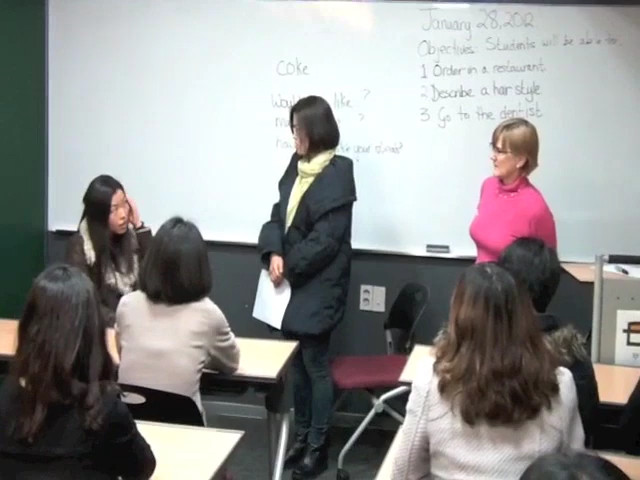 January 28, 2012
Objectives: Students will be able to:
1 Order in a restaurant
2 Describe a hair style
3 Go to the dentist
Coke
Would like ?
?
your